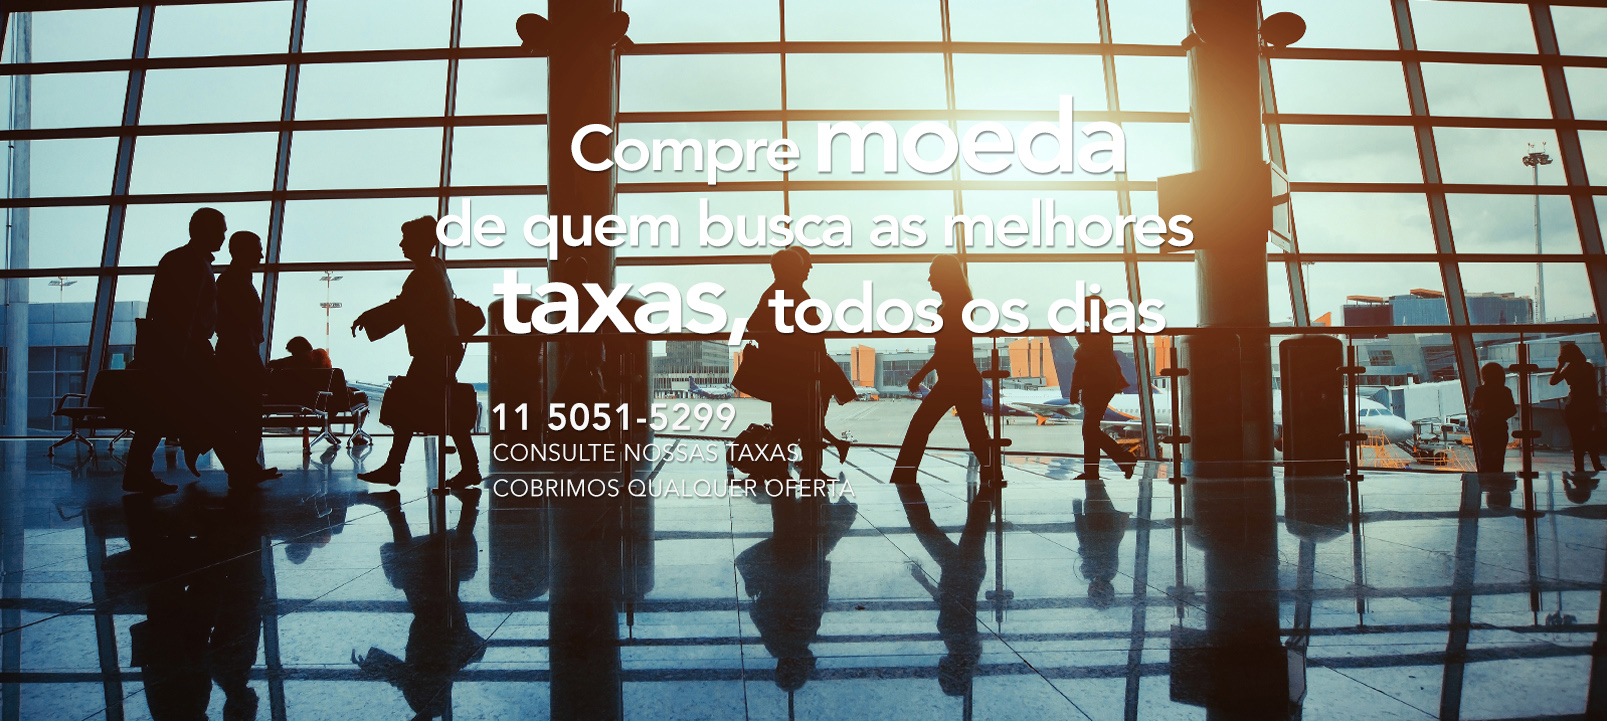 Compre moeda
de quem busca as melhores
taxas, todos os dias
11 5051-5299
CONSULTE NOSSAS TAXAS,
COBRIMOS QUALQUER OFERTA